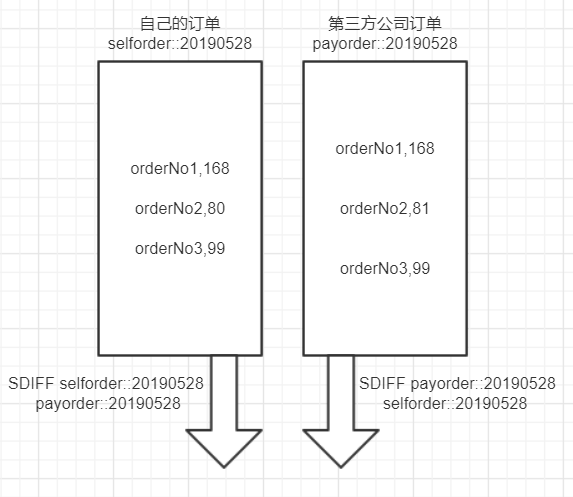 自己的订单
selforder::20190528
第三方公司订单
payorder::20190528
orderNo1,168
orderNo2,80
orderNo3,99
orderNo1,168
orderNo2,81
orderNo3,99
SDIFF selforder::20190528
payorder::20190528
SDIFF payorder::20190528
selforder::20190528